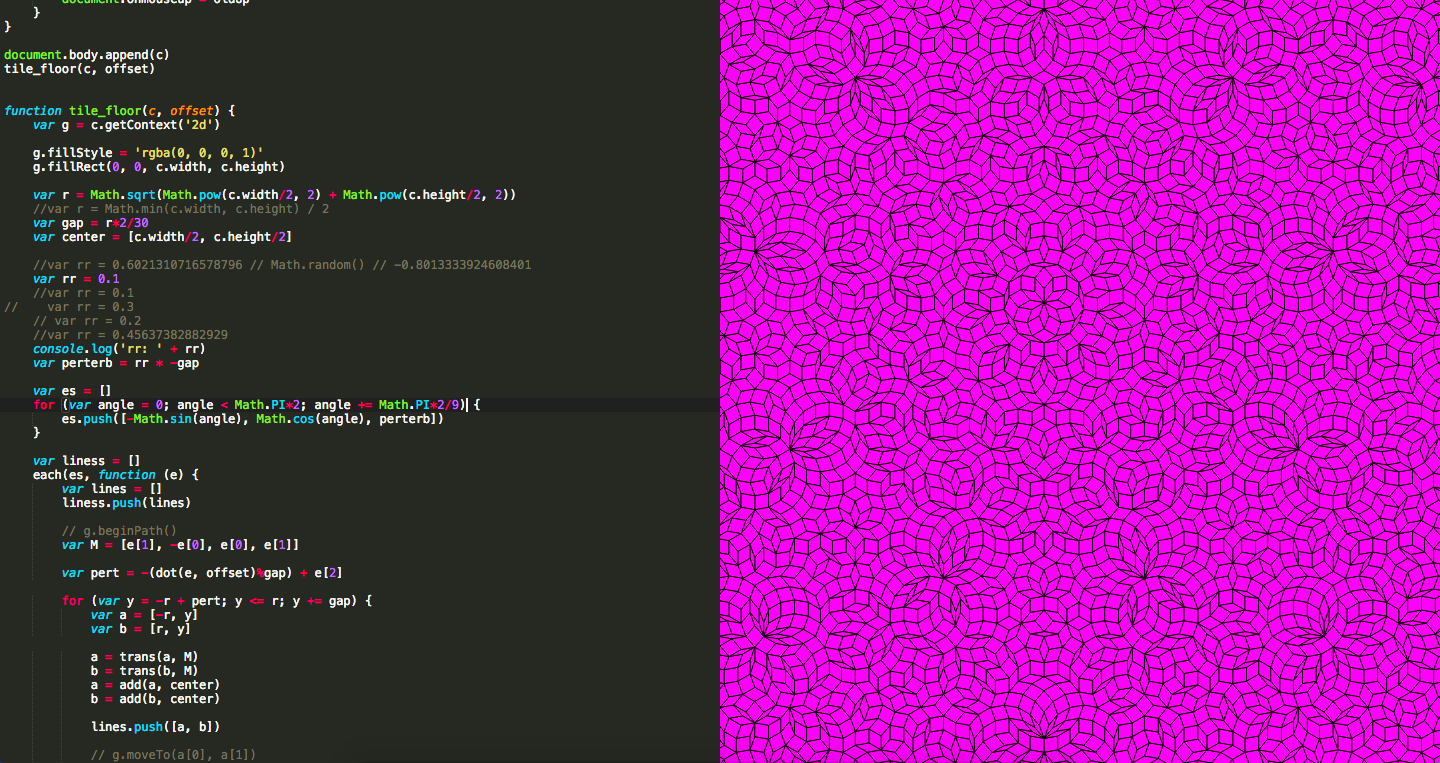 document.onmouseup = oldup
}
}
document.body.append(c)
tile_floor(c, offset)
function tile_floor(c, offset) {
var g = c.getContext('2d')
g.fillStyle = 'rgba(0, 0, 0, 1)'
g.fillRect(0, 0, c.width, c.height)
var r = Math.sqrt(Math.pow(c.width/2, 2) + Math.pow(c.height/2, 2))
//var r = Math.min(c.width, c.height) / 2
var gap = r*2/30
var center = [c.width/2, c.height/2]
//var rr = 0.6021310716578796 // Math.random() // -0.8013333924608401
var rr = 0.1
//var rr = 0.1
// var rr = 0.3
// var rr = 0.2
//var rr = 0.45637382882929
console.log('rr: ' + rr)
var perterb = rr * -gap
var es = []
for (var angle = 0; angle < Math.PI*2; angle += Math.PI*2/9) {
es.push([-Math.sin(angle), Math.cos(angle), perterb])
}
var liness = []
each(es, function (e) {
var lines = []
liness.push(lines)
// g.beginPath()
var M = [e[1], -e[0], e[0], e[1]]
var pert = -(dot(e, offset)%gap) + e[2]
for (var y = -r + pert; y <= r; y += gap) {
var a = [-r, y]
var b = [r, y]
a = trans(a, M)
b = trans(b, M)
a = add(a, center)
b = add(b, center)
lines.push([a, b])
// g.moveTo(a[0], a[1])